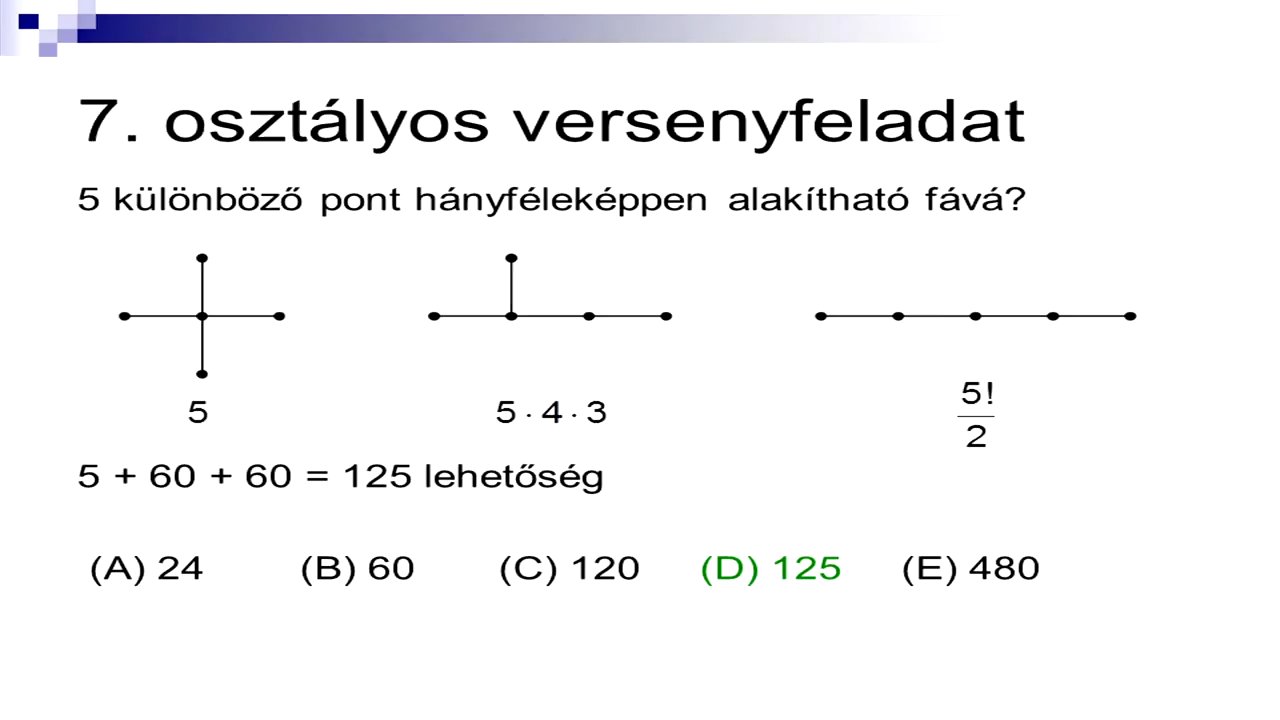 7. osztályos versenyfeladat
5 különböző pont hányféleképpen alakítható fává?
5
5 · 4 · 3
5!
2
5 + 60 + 60 = 125 lehetőség
(A) 24 (B) 60 (C) 120 (D) 125 (E) 480